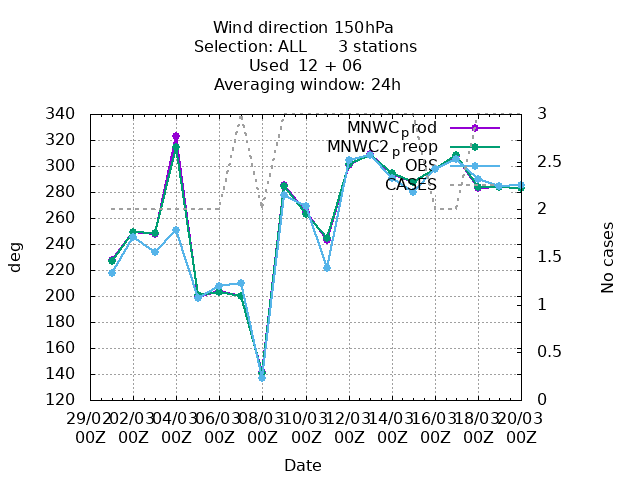 Wind direction 150hPa
Selection: ALL 3 stations
Used 12 + 06
Averaging window: 24h
340
320
300
280
260
240
220
200
180
160
140
120
deg
3
2.5
2
1.5
1
0.5
0
No cases
MNWCprod
MNWC2preop
OBS
CASES
29/02 02/03 04/03 06/03 08/03 10/03 12/03 14/03 16/03 18/03 20/03
00Z 00Z 00Z 00Z 00Z 00Z 00Z 00Z 00Z 00Z 00Z
Date